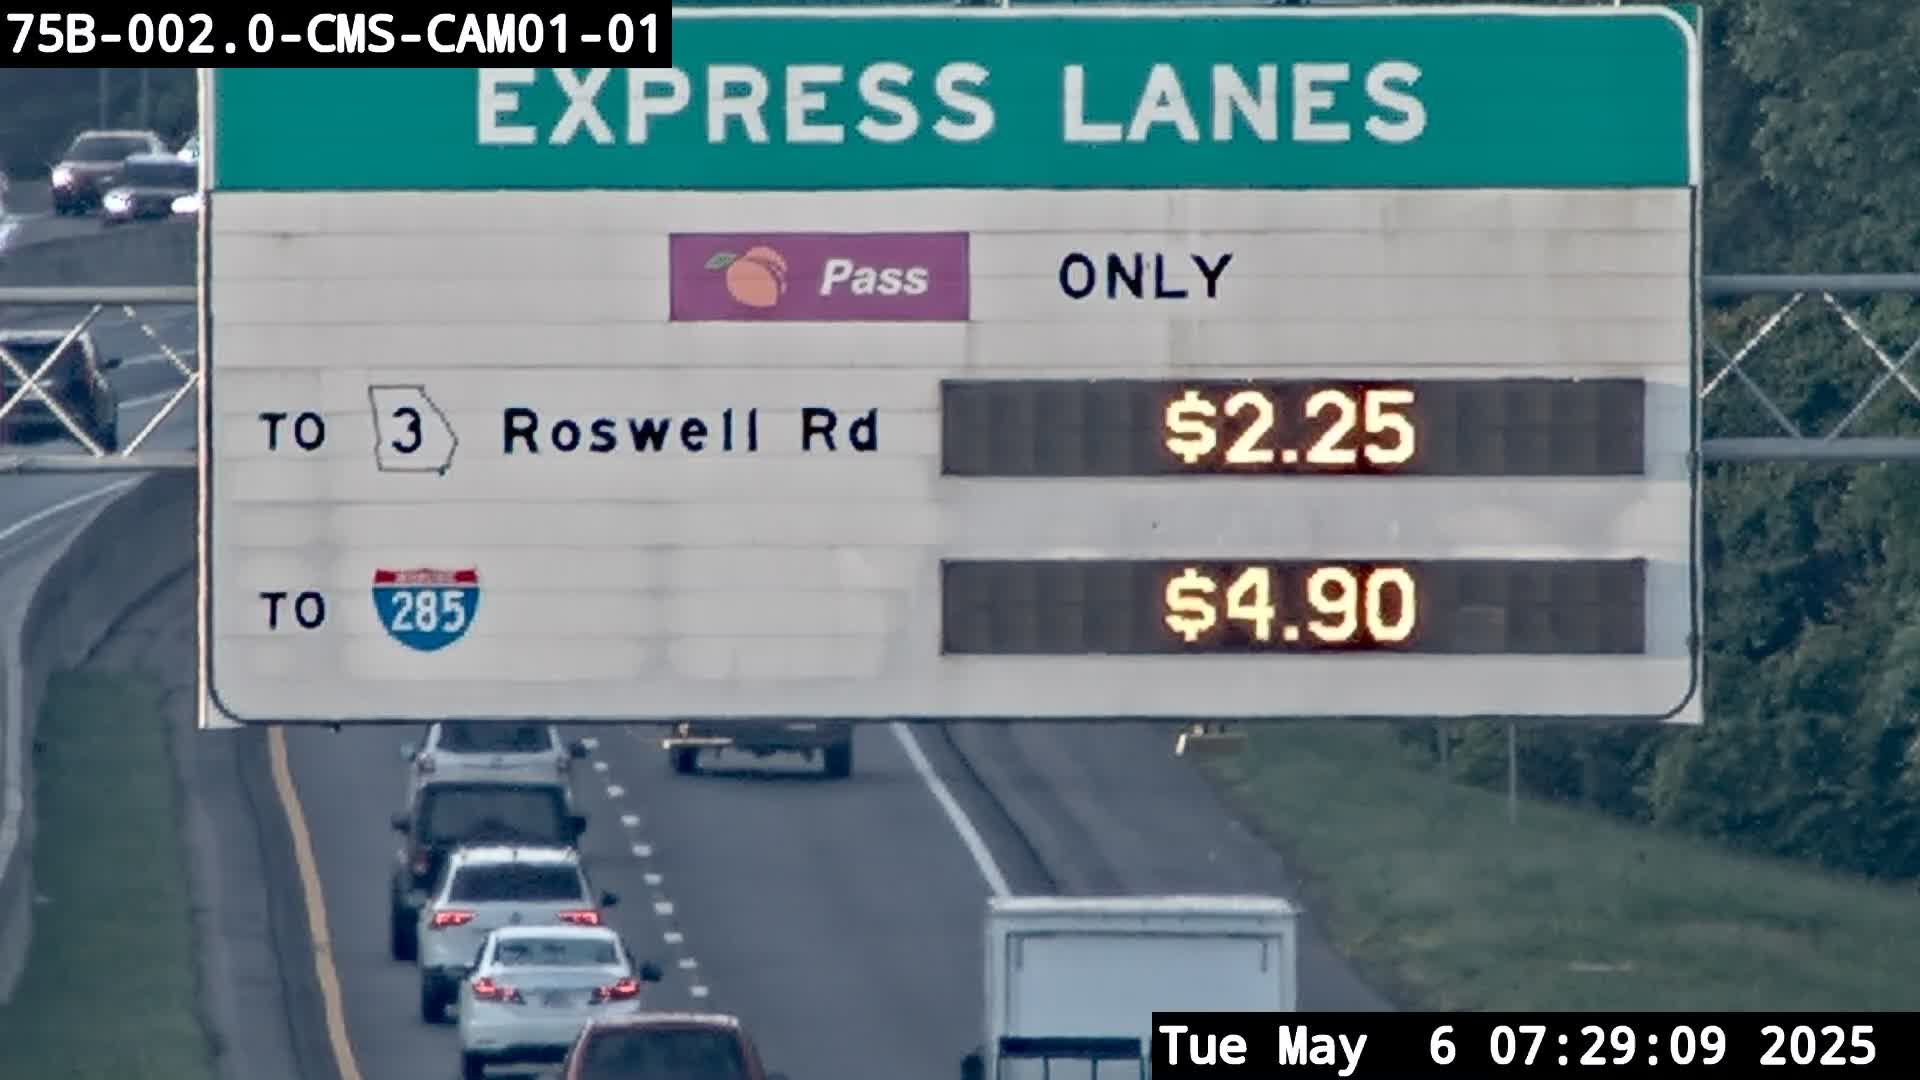 75B-002.0-CMS-CAM01-01
EXPRESS LANES
Pass ONLY
TO 3 Roswell Rd $2.25
TO 285 $4.90
Tue May 6 07:29:09 2025